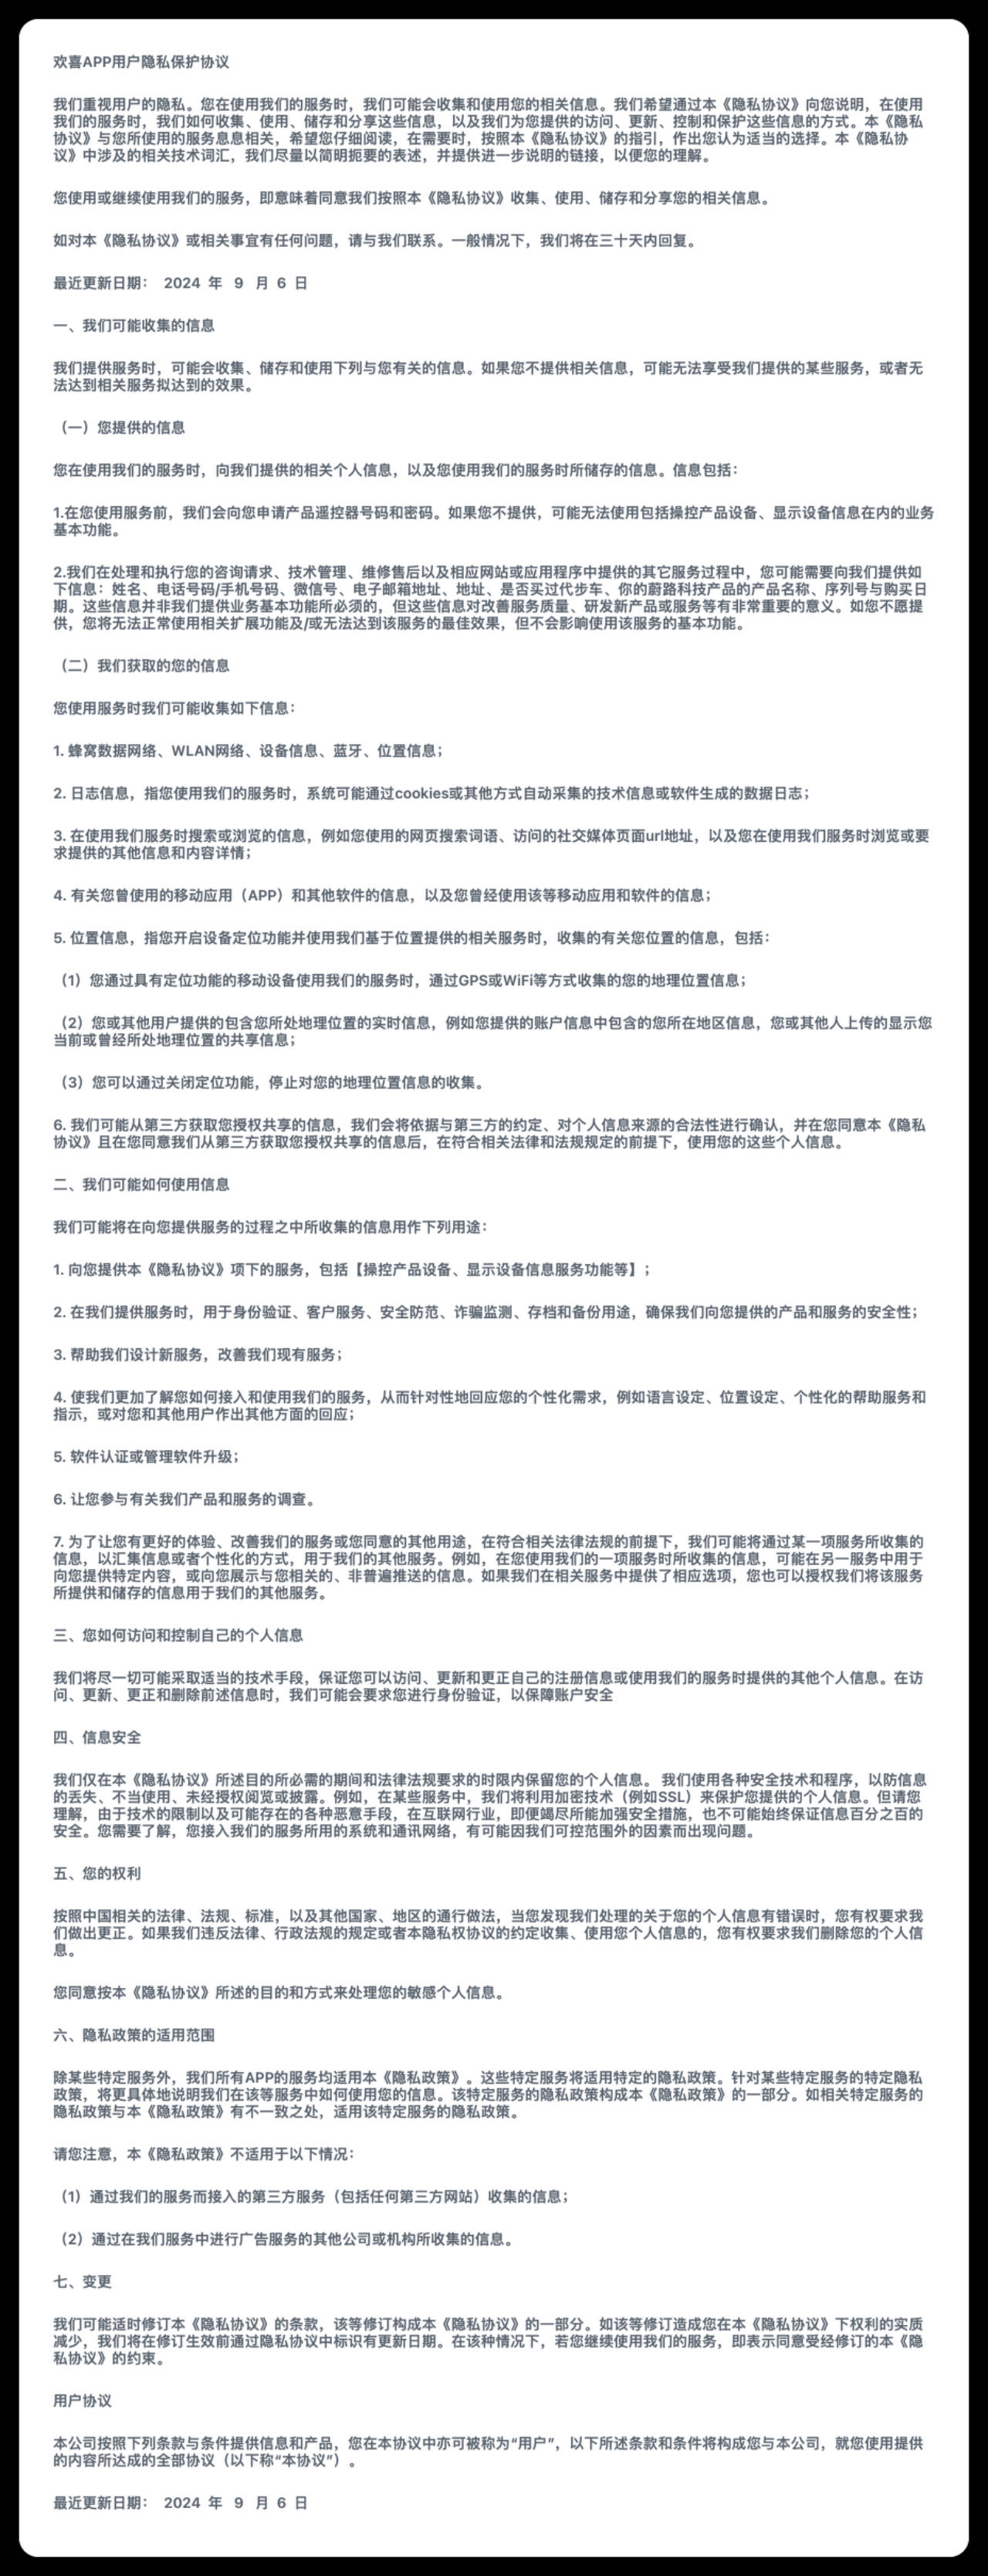 欢喜APP用户隐私保护协议
我们重视用户的隐私。您在使用我们的服务时，我们可能会收集和使用您的相关信息。我们希望通过本《隐私协议》向您说明，在使用
我们的服务时，我们如何收集、使用、储存和分享这些信息，以及我们为您提供的访问、更新、控制和保护这些信息的方式。本《隐私
协议》与您所使用的服务息息相关，希望您仔细阅读，在需要时，按照本《隐私协议》的指引，作出您认为适当的选择。本《隐私协
议》中涉及的相关技术词汇，我们尽量以简明扼要的表述，并提供进一步说明的链接，以便您的理解。
您使用或继续使用我们的服务，即意味着同意我们按照本《隐私协议》收集、使用、储存和分享您的相关信息。
如对本《隐私协议》或相关事宜有任何问题，请与我们联系。一般情况下，我们将在三十天内回复。
最近更新日期： 2024 年 9 月 6 日
一、我们可能收集的信息
我们提供服务时，可能会收集、储存和使用下列与您有关的信息。如果您不提供相关信息，可能无法享受我们提供的某些服务，或者无
法达到相关服务拟达到的效果。
（一）您提供的信息
您在使用我们的服务时，向我们提供的相关个人信息，以及您使用我们的服务时所储存的信息。信息包括：
1.在您使用服务前，我们会向您申请产品遥控器号码和密码。如果您不提供，可能无法使用包括操控产品设备、显示设备信息在内的业务
基本功能。
2.我们在处理和执行您的咨询请求、技术管理、维修售后以及相应网站或应用程序中提供的其它服务过程中，您可能需要向我们提供如
下信息：姓名、电话号码/手机号码、微信号、电子邮箱地址、地址、是否买过代步车、你的蔚路科技产品的产品名称、序列号与购买日
期。这些信息并非我们提供业务基本功能所必须的，但这些信息对改善服务质量、研发新产品或服务等有非常重要的意义。如您不愿提
供，您将无法正常使用相关扩展功能及/或无法达到该服务的最佳效果，但不会影响使用该服务的基本功能。
（二）我们获取的您的信息
您使用服务时我们可能收集如下信息：
1. 蜂窝数据网络、WLAN网络、设备信息、蓝牙、位置信息；
2. 日志信息，指您使用我们的服务时，系统可能通过cookies或其他方式自动采集的技术信息或软件生成的数据日志；
3. 在使用我们服务时搜索或浏览的信息，例如您使用的网页搜索词语、访问的社交媒体页面url地址，以及您在使用我们服务时浏览或要
求提供的其他信息和内容详情；
4. 有关您曾使用的移动应用（APP）和其他软件的信息，以及您曾经使用该等移动应用和软件的信息；
5. 位置信息，指您开启设备定位功能并使用我们基于位置提供的相关服务时，收集的有关您位置的信息，包括：
（1）您通过具有定位功能的移动设备使用我们的服务时，通过GPS或WiFi等方式收集的您的地理位置信息；
（2）您或其他用户提供的包含您所处地理位置的实时信息，例如您提供的账户信息中包含的您所在地区信息，您或其他人上传的显示您
当前或曾经所处地理位置的共享信息；
（3）您可以通过关闭定位功能，停止对您的地理位置信息的收集。
6. 我们可能从第三方获取您授权共享的信息，我们会将依据与第三方的约定、对个人信息来源的合法性进行确认，并在您同意本《隐私
协议》且在您同意我们从第三方获取您授权共享的信息后，在符合相关法律和法规规定的前提下，使用您的这些个人信息。
二、我们可能如何使用信息
我们可能将在向您提供服务的过程之中所收集的信息用作下列用途：
1. 向您提供本《隐私协议》项下的服务，包括【操控产品设备、显示设备信息服务功能等】；
2. 在我们提供服务时，用于身份验证、客户服务、安全防范、诈骗监测、存档和备份用途，确保我们向您提供的产品和服务的安全性；
3. 帮助我们设计新服务，改善我们现有服务；
4. 使我们更加了解您如何接入和使用我们的服务，从而针对性地回应您的个性化需求，例如语言设定、位置设定、个性化的帮助服务和
指示，或对您和其他用户作出其他方面的回应；
5. 软件认证或管理软件升级；
6. 让您参与有关我们产品和服务的调查。
7. 为了让您有更好的体验、改善我们的服务或您同意的其他用途，在符合相关法律法规的前提下，我们可能将通过某一项服务所收集的
信息，以汇集信息或者个性化的方式，用于我们的其他服务。例如，在您使用我们的一项服务时所收集的信息，可能在另一服务中用于
向您提供特定内容，或向您展示与您相关的、非普遍推送的信息。如果我们在相关服务中提供了相应选项，您也可以授权我们将该服务
所提供和储存的信息用于我们的其他服务。
三、您如何访问和控制自己的个人信息
我们将尽一切可能采取适当的技术手段，保证您可以访问、更新和更正自己的注册信息或使用我们的服务时提供的其他个人信息。在访
问、更新、更正和删除前述信息时，我们可能会要求您进行身份验证，以保障账户安全
四、信息安全
我们仅在本《隐私协议》所述目的所必需的期间和法律法规要求的时限内保留您的个人信息。 我们使用各种安全技术和程序，以防信息
的丢失、不当使用、未经授权阅览或披露。例如，在某些服务中，我们将利用加密技术（例如SSL）来保护您提供的个人信息。但请您
理解，由于技术的限制以及可能存在的各种恶意手段，在互联网行业，即便竭尽所能加强安全措施，也不可能始终保证信息百分之百的
安全。您需要了解，您接入我们的服务所用的系统和通讯网络，有可能因我们可控范围外的因素而出现问题。
五、您的权利
按照中国相关的法律、法规、标准，以及其他国家、地区的通行做法，当您发现我们处理的关于您的个人信息有错误时，您有权要求我
们做出更正。如果我们违反法律、行政法规的规定或者本隐私权协议的约定收集、使用您个人信息的，您有权要求我们删除您的个人信
息。
您同意按本《隐私协议》所述的目的和方式来处理您的敏感个人信息。
六、隐私政策的适用范围
除某些特定服务外，我们所有APP的服务均适用本《隐私政策》。这些特定服务将适用特定的隐私政策。针对某些特定服务的特定隐私
政策，将更具体地说明我们在该等服务中如何使用您的信息。该特定服务的隐私政策构成本《隐私政策》的一部分。如相关特定服务的
隐私政策与本《隐私政策》有不一致之处，适用该特定服务的隐私政策。
请您注意，本《隐私政策》不适用于以下情况：
（1）通过我们的服务而接入的第三方服务（包括任何第三方网站）收集的信息；
（2）通过在我们服务中进行广告服务的其他公司或机构所收集的信息。
七、变更
我们可能适时修订本《隐私协议》的条款，该等修订构成本《隐私协议》的一部分。如该等修订造成您在本《隐私协议》下权利的实质
减少，我们将在修订生效前通过隐私协议中标识有更新日期。在该种情况下，若您继续使用我们的服务，即表示同意受经修订的本《隐
私协议》的约束。
用户协议
本公司按照下列条款与条件提供信息和产品，您在本协议中亦可被称为“用户”，以下所述条款和条件将构成您与本公司，就您使用提供
的内容所达成的全部协议（以下称“本协议”）。
最近更新日期： 2024 年 9 月 6 日